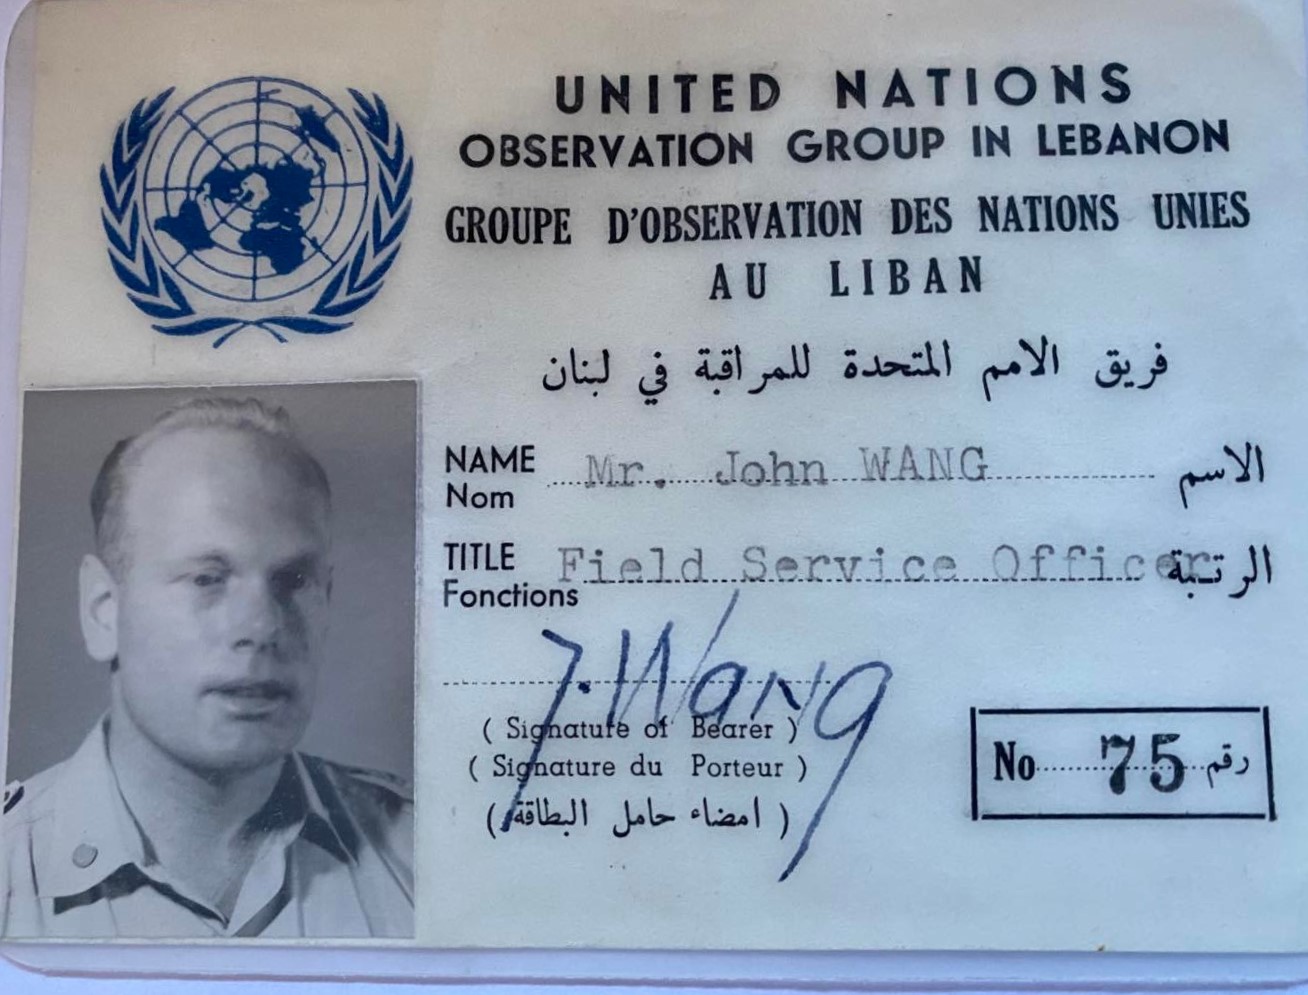 UNITED NATIONS
OBSERVATION GROUP IN LEBANON
GROUPE D'OBSERVATION DES NATIONS UNIES
AU LIBAN
فريق الامم المتحدة للمراقبة في لبنان
NAME Mr. John WANG الاسم
Nom
TITLE Field Service Officer الرتبة
Fonctions
J. Wang
( Signature of Bearer )
( Signature du Porteur )
( امضاء حامل البطاقة )
No 75 رقم